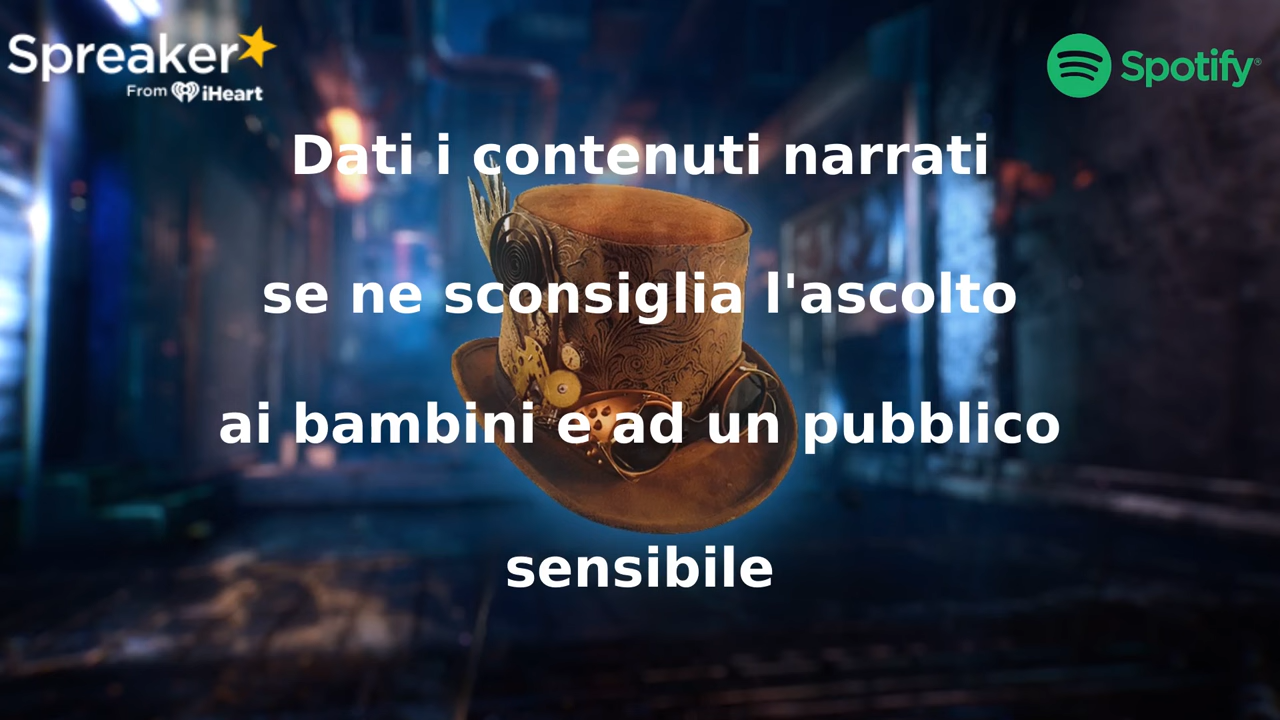 Spreaker
From iHeart
Spotify®
Dati i contenuti narrati
se ne sconsiglia l'ascolto
ai bambini e ad un pubblico
sensibile